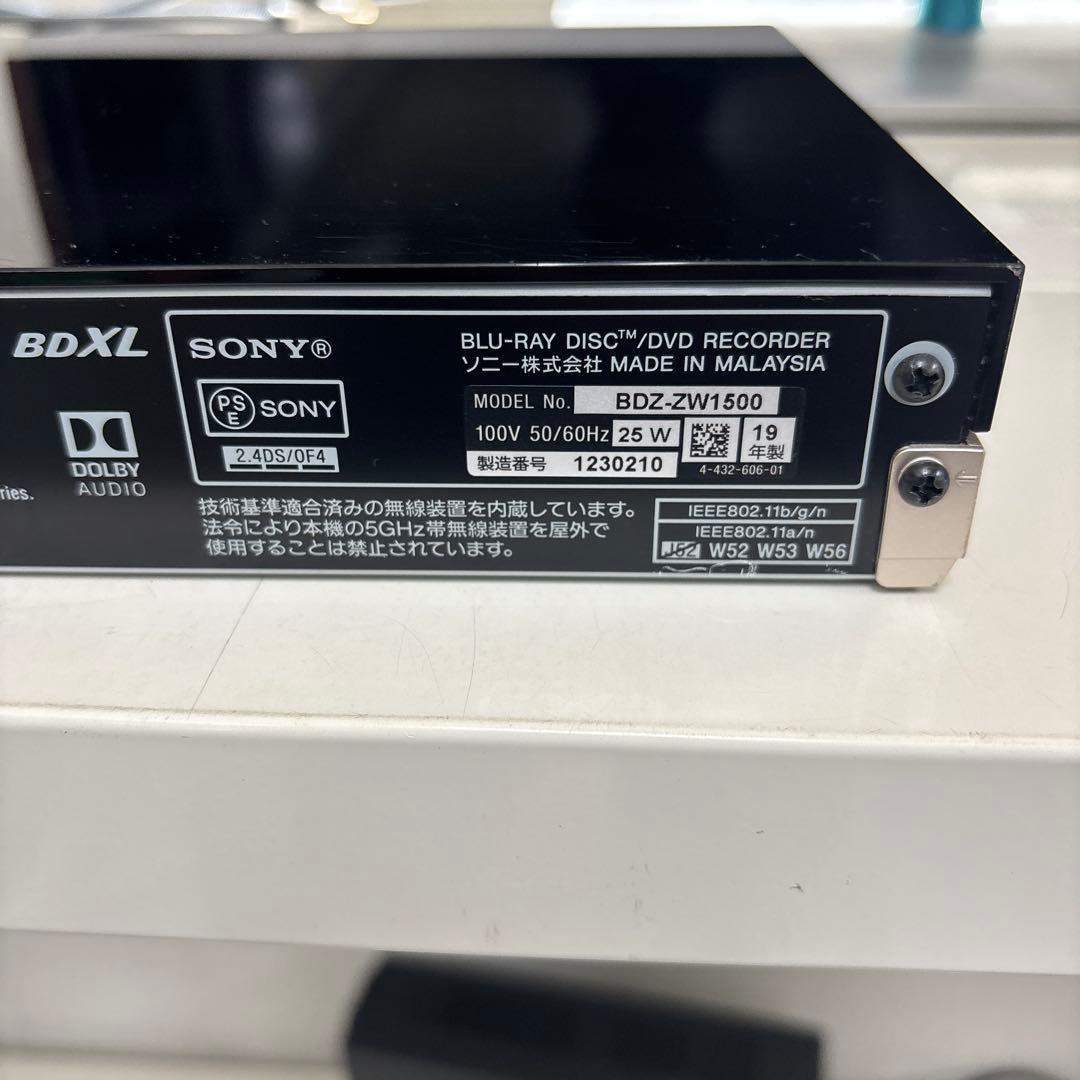 BDXL
DOLBY
AUDIO
ries.
SONY®
PS
E
SONY
2.4DS/OF4
BLU-RAY DISC™/DVD RECORDER
ソニー株式会社 MADE IN MALAYSIA
MODEL No. BDZ-ZW1500
100V 50/60Hz 25 W
19
年製
製造番号 1230210
4-432-606-01
技術基準適合済みの無線装置を内蔵しています。
法令により本機の5GHz帯無線装置を屋外で
使用することは禁止されています。
IEEE802.11b/g/n
IEEE802.11a/n
J52 W52 W53 W56